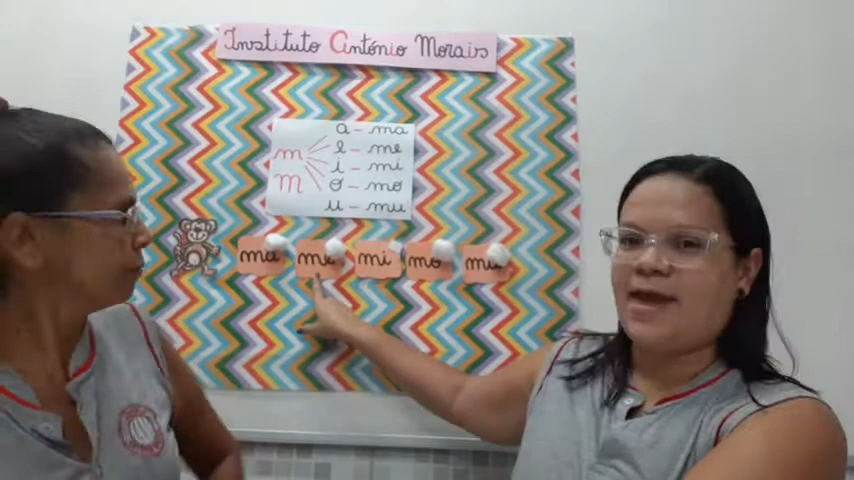 Instituto Antônio Morais
a - ma
m e - me
i - mi
m o - mo
u - mu
ma me mi mo mu